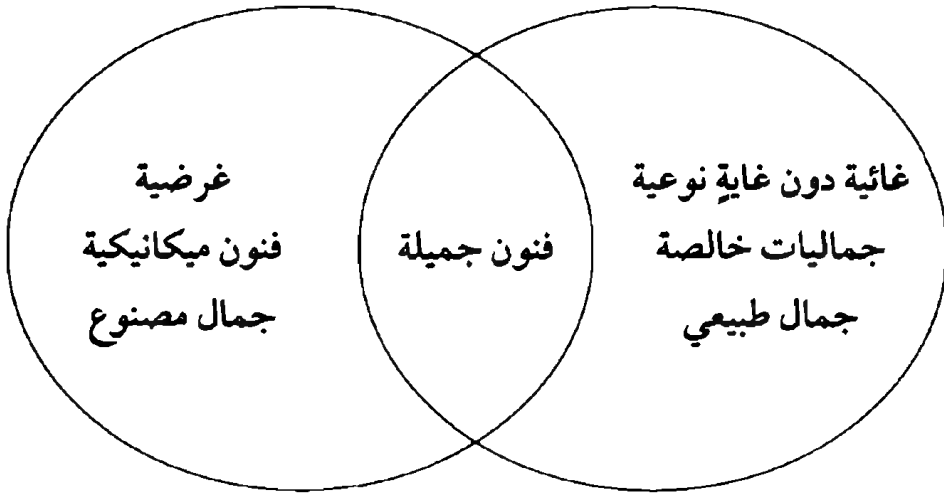 غائية دون غايةٍ نوعية
جماليات خالصة
جمال طبيعي
فنون جميلة
غرضية
فنون ميكانيكية
جمال مصنوع